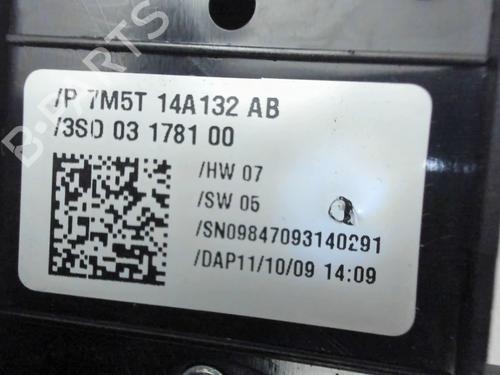 /P 7M5T 14A132 AB
/3S0 03 1781 00
/HW 07
/SW 05
/SN09847093140291
/DAP11/10/09 14:09
B-PARTS